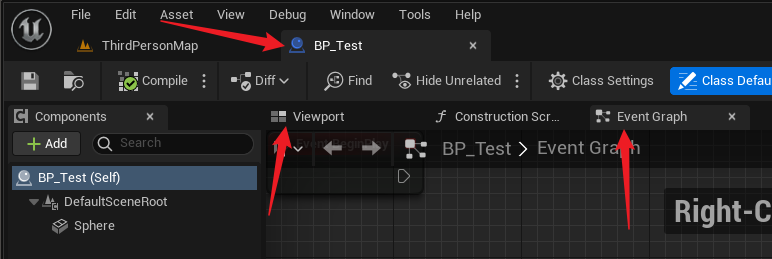 File Edit Asset View Debug Window Tools Help
ThirdPersonMap BP_Test
Compile Diff Find Hide Unrelated Class Settings Class Defau
Components Viewport Construction Scr... Event Graph
Add Search BP_Test > Event Graph
BP_Test (Self)
DefaultSceneRoot
Sphere
Right-C